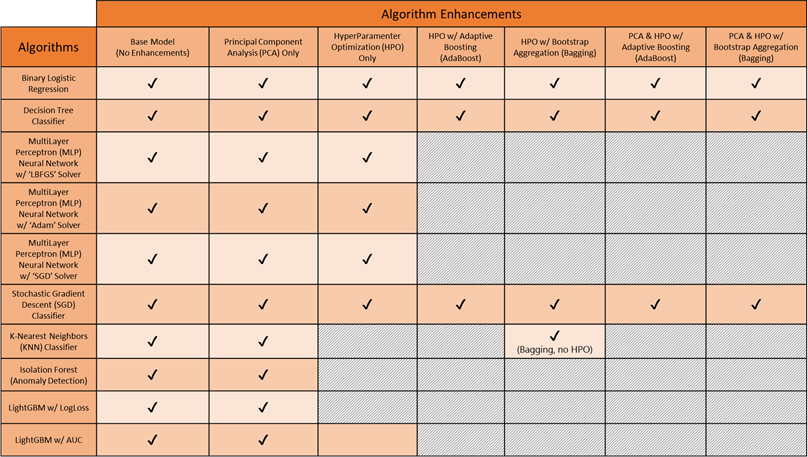 Algorithm Enhancements
Algorithms
Base Model
(No Enhancements)
Principal Component
Analysis (PCA) Only
HyperParamenter
Optimization (HPO)
Only
HPO w/ Adaptive
Boosting
(AdaBoost)
HPO w/ Bootstrap
Aggregation (Bagging)
PCA & HPO w/
Adaptive Boosting
(AdaBoost)
PCA & HPO w/
Bootstrap Aggregation
(Bagging)
Binary Logistic
Regression
✓ ✓ ✓ ✓ ✓ ✓ ✓
Decision Tree
Classifier
✓ ✓ ✓ ✓ ✓ ✓ ✓
MultiLayer
Perceptron (MLP)
Neural Network
w/ ‘LBFGS’ Solver
✓ ✓ ✓
MultiLayer
Perceptron (MLP)
Neural Network
w/ ‘Adam’ Solver
✓ ✓ ✓
MultiLayer
Perceptron (MLP)
Neural Network
w/ ‘SGD’ Solver
✓ ✓ ✓
Stochastic Gradient
Descent (SGD)
Classifier
✓ ✓ ✓ ✓ ✓ ✓ ✓
K-Nearest Neighbors
(KNN) Classifier
✓ ✓ ✓
(Bagging, no HPO)
Isolation Forest
(Anomaly Detection)
✓ ✓
LightGBM w/ LogLoss
✓ ✓
LightGBM w/ AUC
✓ ✓